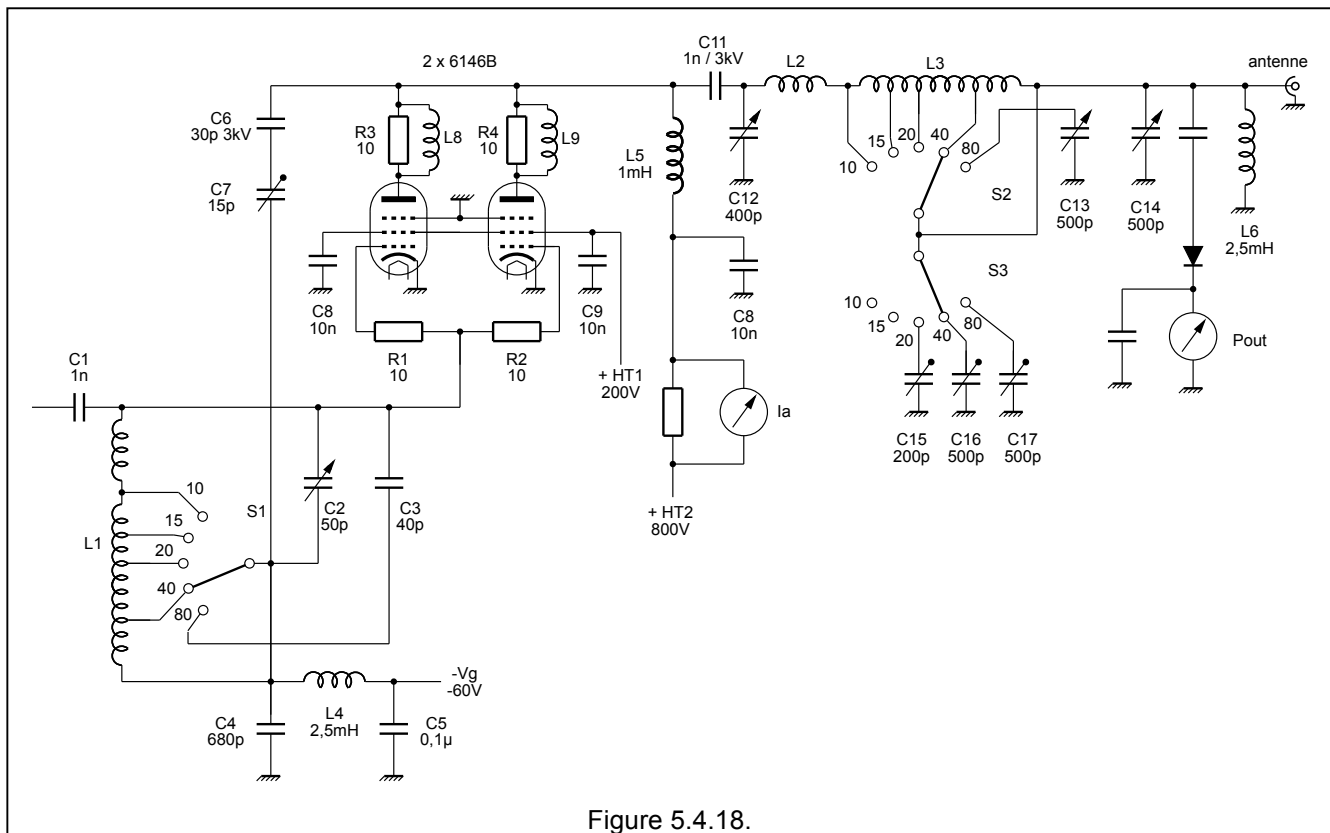 2 x 6146B
C11
1n / 3kV
L2
L3
antenne
C6
30p 3kV
R3
10
L8
R4
10
L9
C7
15p
L5
1mH
C12
400p
10
15
20
40
80
S2
C13
500p
C14
500p
L6
2,5mH
C8
10n
C9
10n
C8
10n
S3
10
15
20
40
80
R1
10
R2
10
+ HT1
200V
Ia
Pout
C1
1n
C15
200p
C16
500p
C17
500p
+ HT2
800V
L1
10
15
20
40
80
S1
C2
50p
C3
40p
-Vg
-60V
L4
2,5mH
C4
680p
C5
0,1µ
Figure 5.4.18.